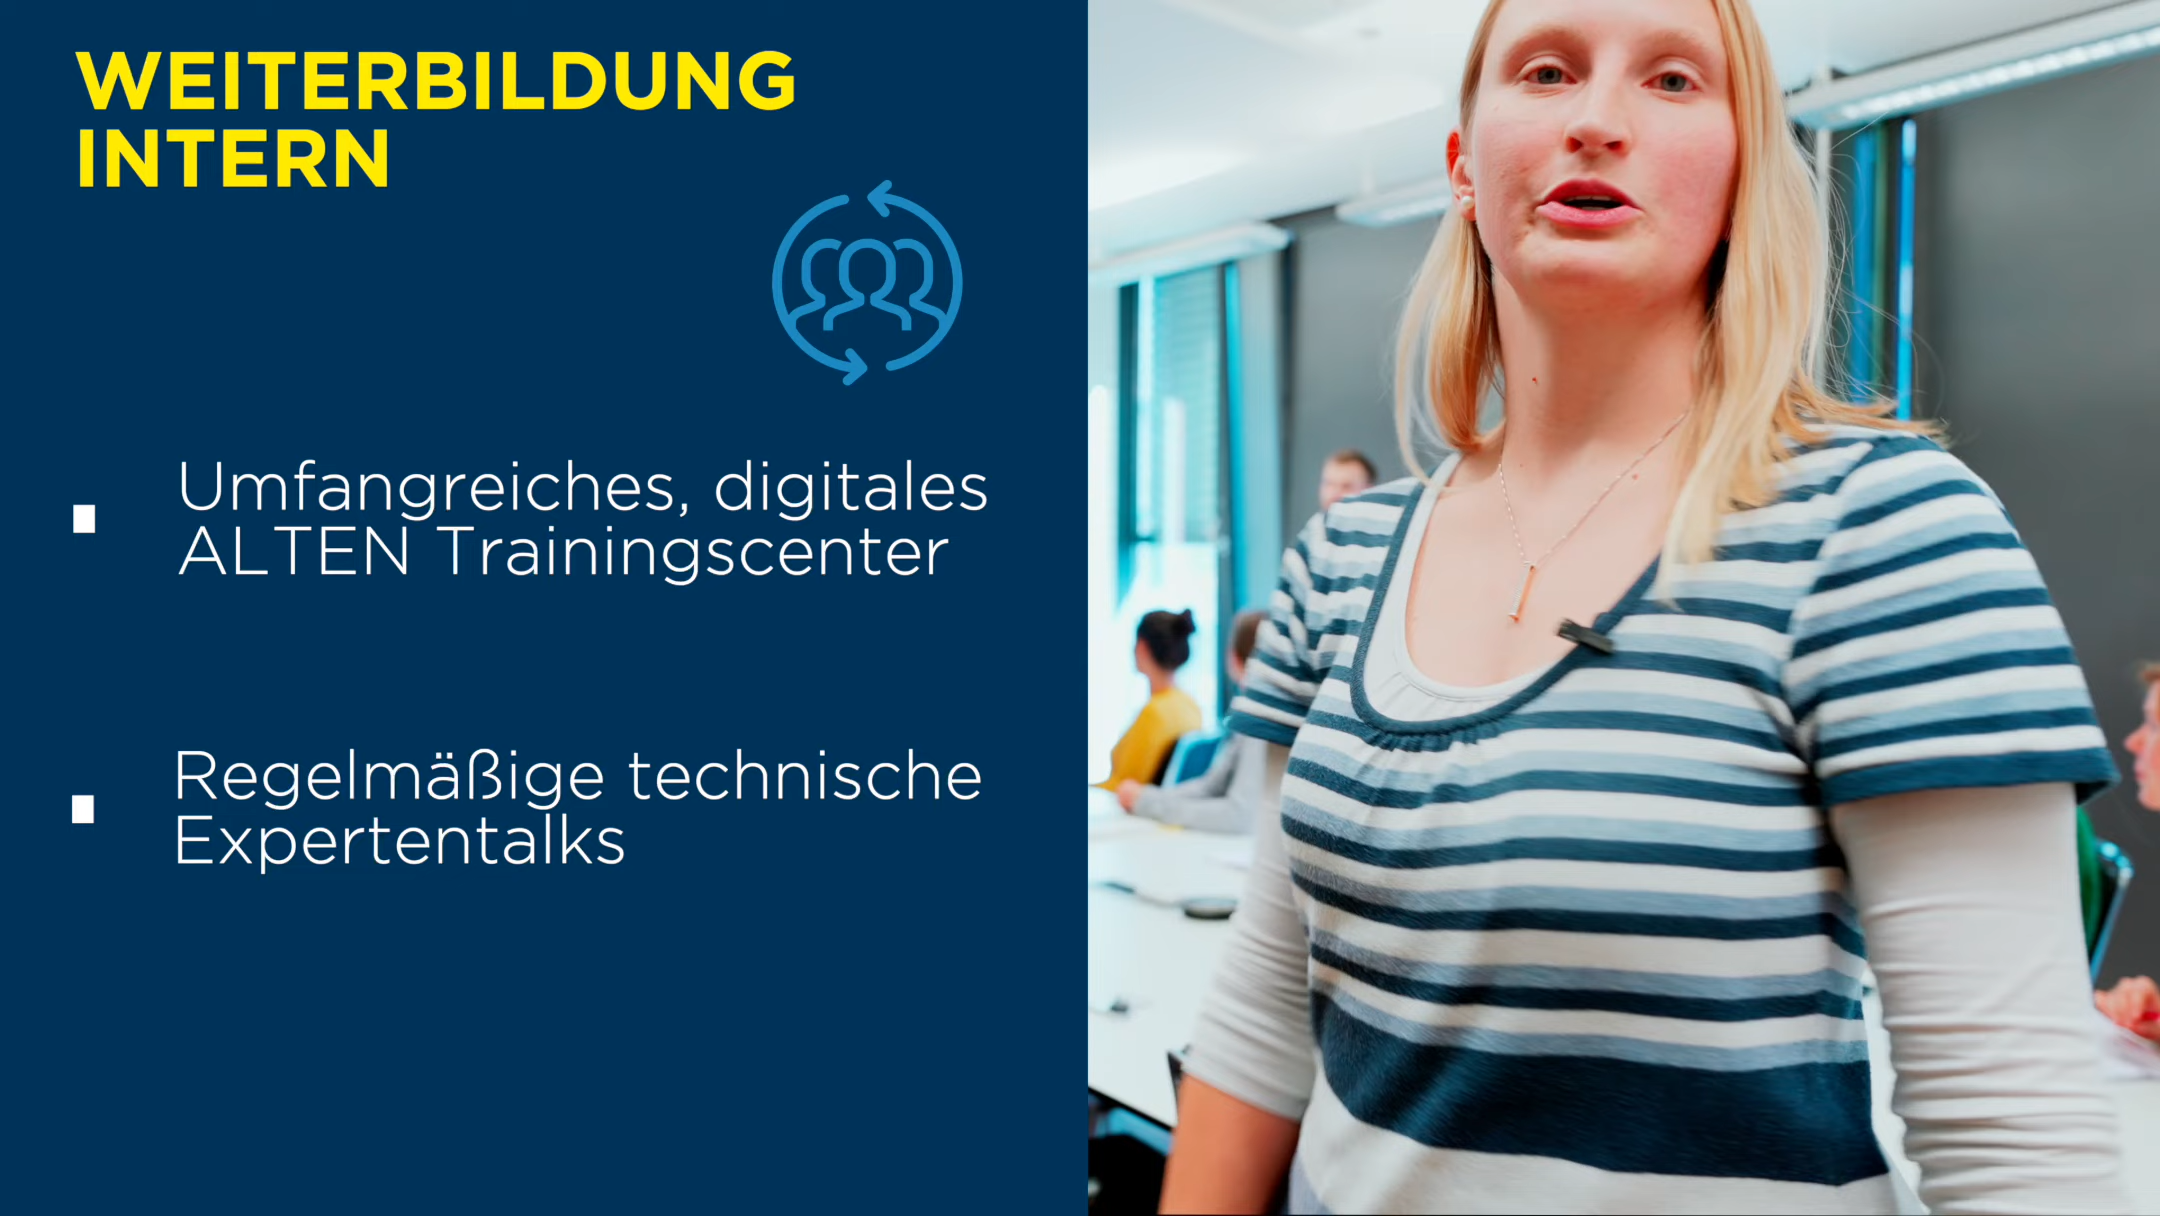 WEITERBILDUNG
INTERN
Umfangreiches, digitales
ALTEN Trainingscenter
Regelmäßige technische
Expertentalks